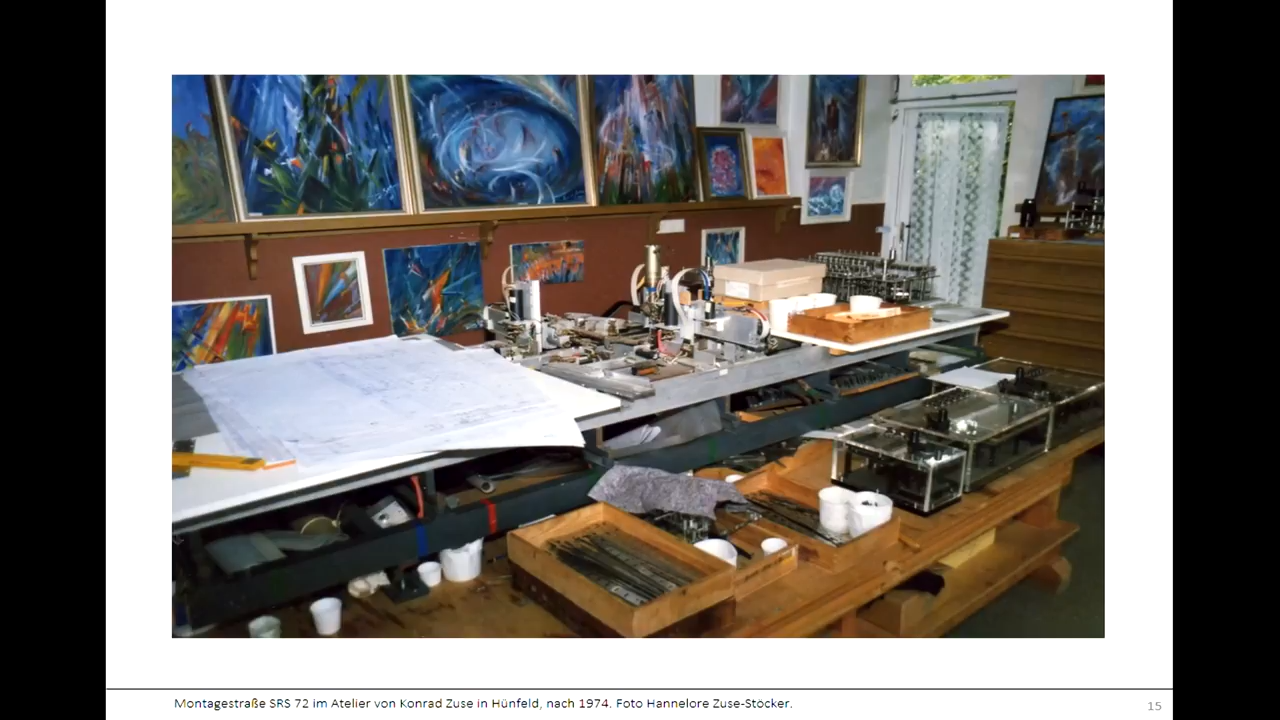 Montagestraße SRS 72 im Atelier von Konrad Zuse in Hünfeld, nach 1974. Foto Hannelore Zuse-Stöcker.
15